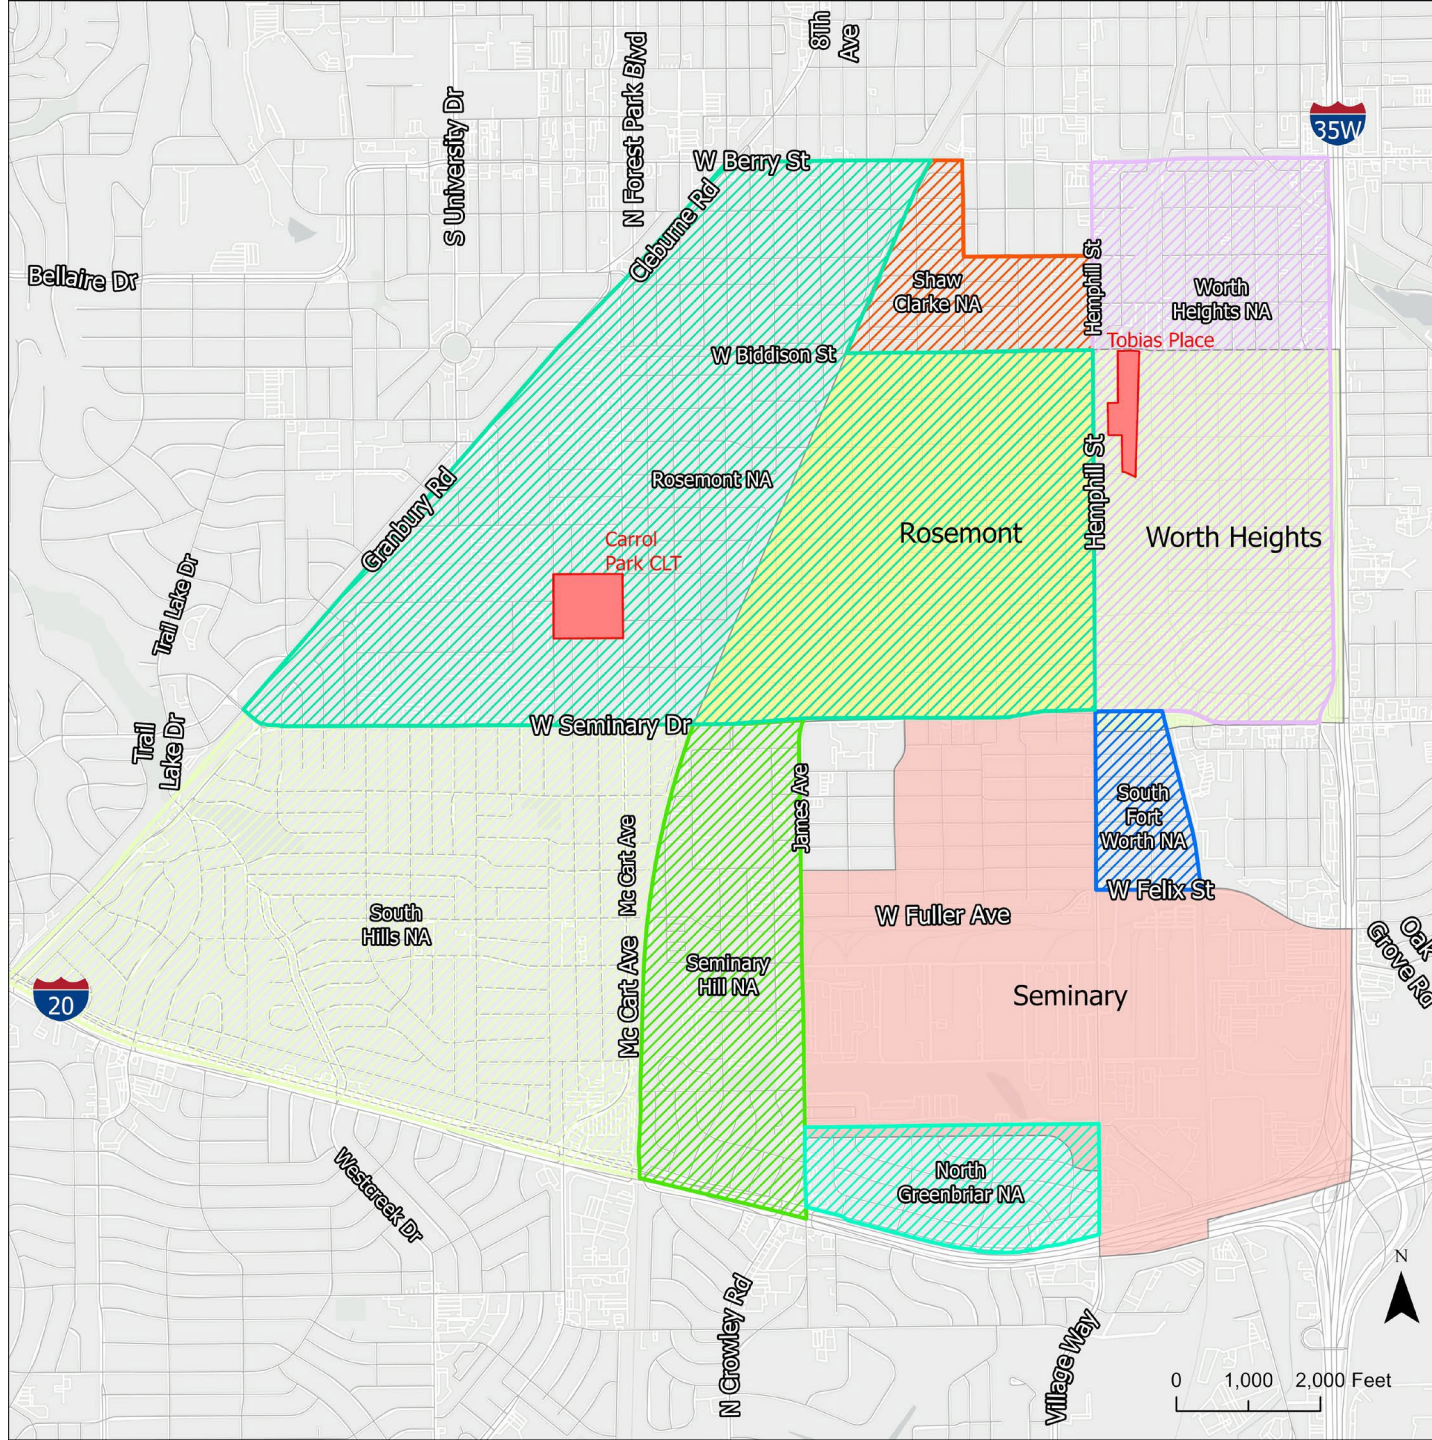 8Th
Ave
N Forest Park Blvd
S University Dr
35W
W Berry St
Cleburne Rd
Bellaire Dr
Hemphill St
Shaw
Clarke NA
Worth
Heights NA
Tobias Place
W Biddison St
Rosemont NA
Hemphill St
Granbury Rd
Rosemont
Worth Heights
Carrol
Park CLT
Trail Lake Dr
W Seminary Dr
Trail
Lake Dr
James Ave
South
Fort
Worth NA
Mc Cart Ave
W Felix St
South
Hills NA
W Fuller Ave
Oak
Grove Rd
Seminary
Hill NA
Mc Cart Ave
Seminary
20
North
Greenbriar NA
Westcreek Dr
N
N Crowley Rd
Village Way
0 1,000 2,000 Feet